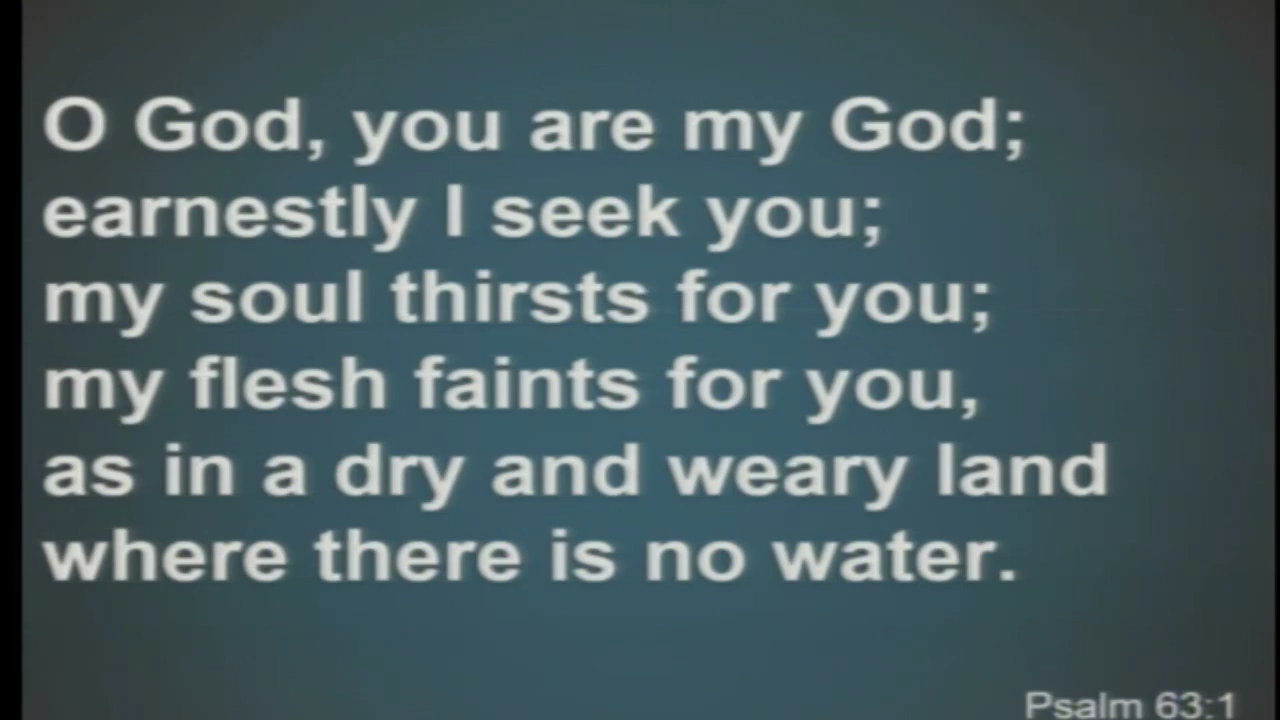 O God, you are my God;
earnestly I seek you;
my soul thirsts for you;
my flesh faints for you,
as in a dry and weary land
where there is no water.
Psalm 63:1